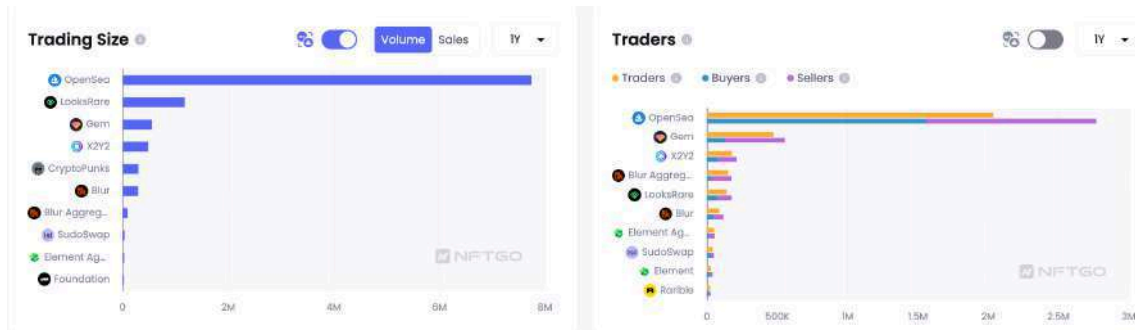 Trading Size
Volume Sales 1Y
OpenSea
LooksRare
Gem
X2Y2
CryptoPunks
Blur
Blur Aggreg...
SudoSwap
Element Ag...
Foundation
0 2M 4M 6M 8M
NFTGO
Traders
1Y
Traders Buyers Sellers
OpenSea
Gem
X2Y2
Blur Aggreg...
LooksRare
Blur
Element Ag...
SudoSwap
Element
Rarible
0 500K 1M 1.5M 2M 2.5M 3M
NFTGO